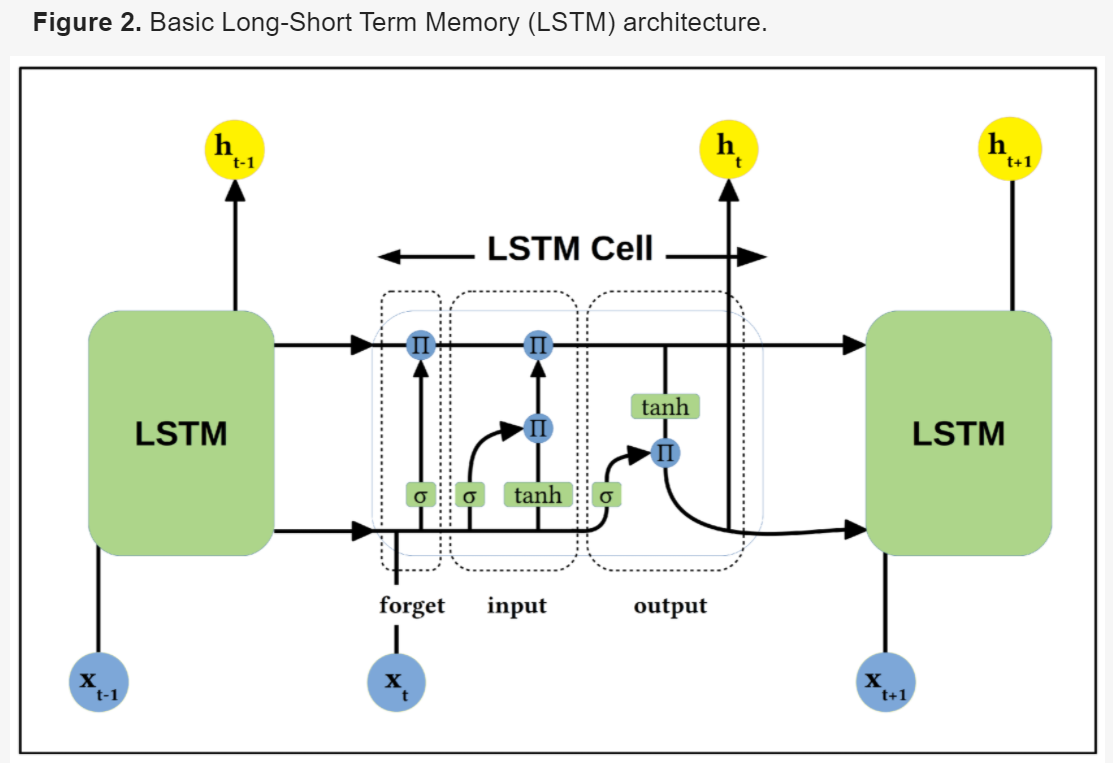 Figure 2. Basic Long-Short Term Memory (LSTM) architecture.
h t-1
h t
h t+1
LSTM Cell
Π
Π
tanh
LSTM
Π
LSTM
Π
σ
σ
tanh
σ
forget
input
output
x t-1
x t
x t+1